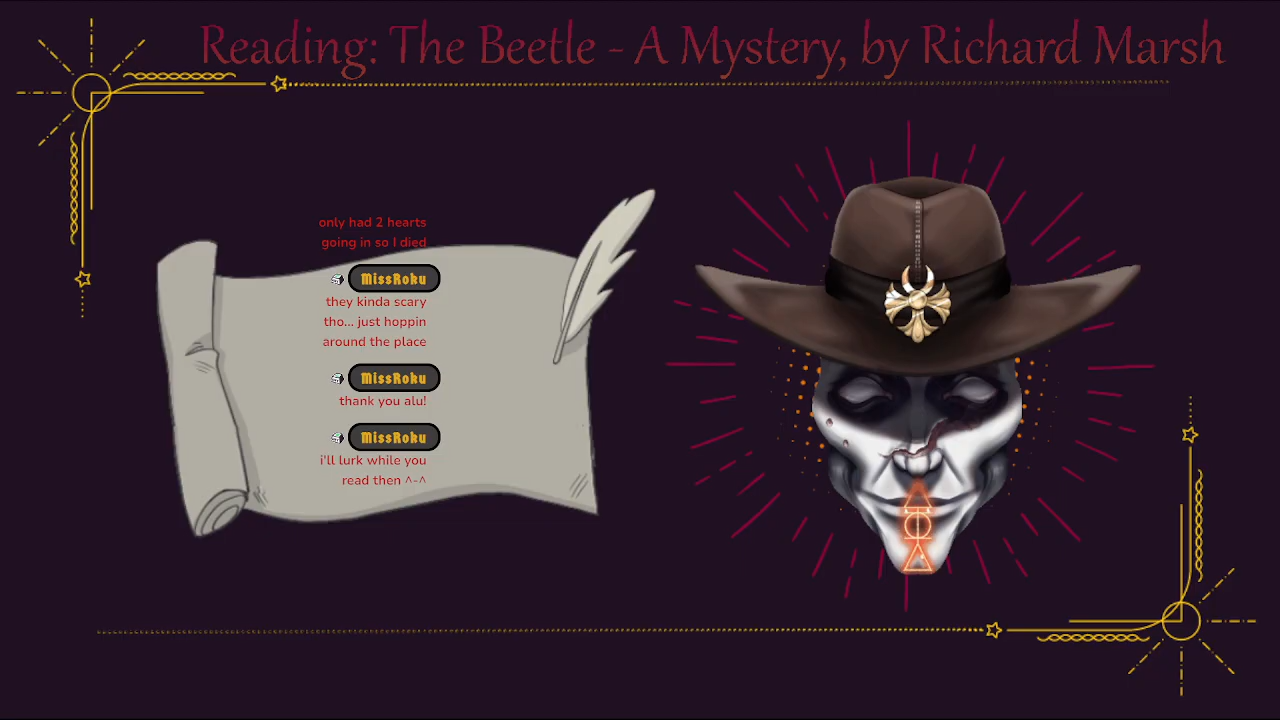 Reading: The Beetle - A Mystery, by Richard Marsh
only had 2 hearts
going in so I died
MissRoku
they kinda scary
tho... just hoppin
around the place
MissRoku
thank you alu!
MissRoku
i'll lurk while you
read then ^-^